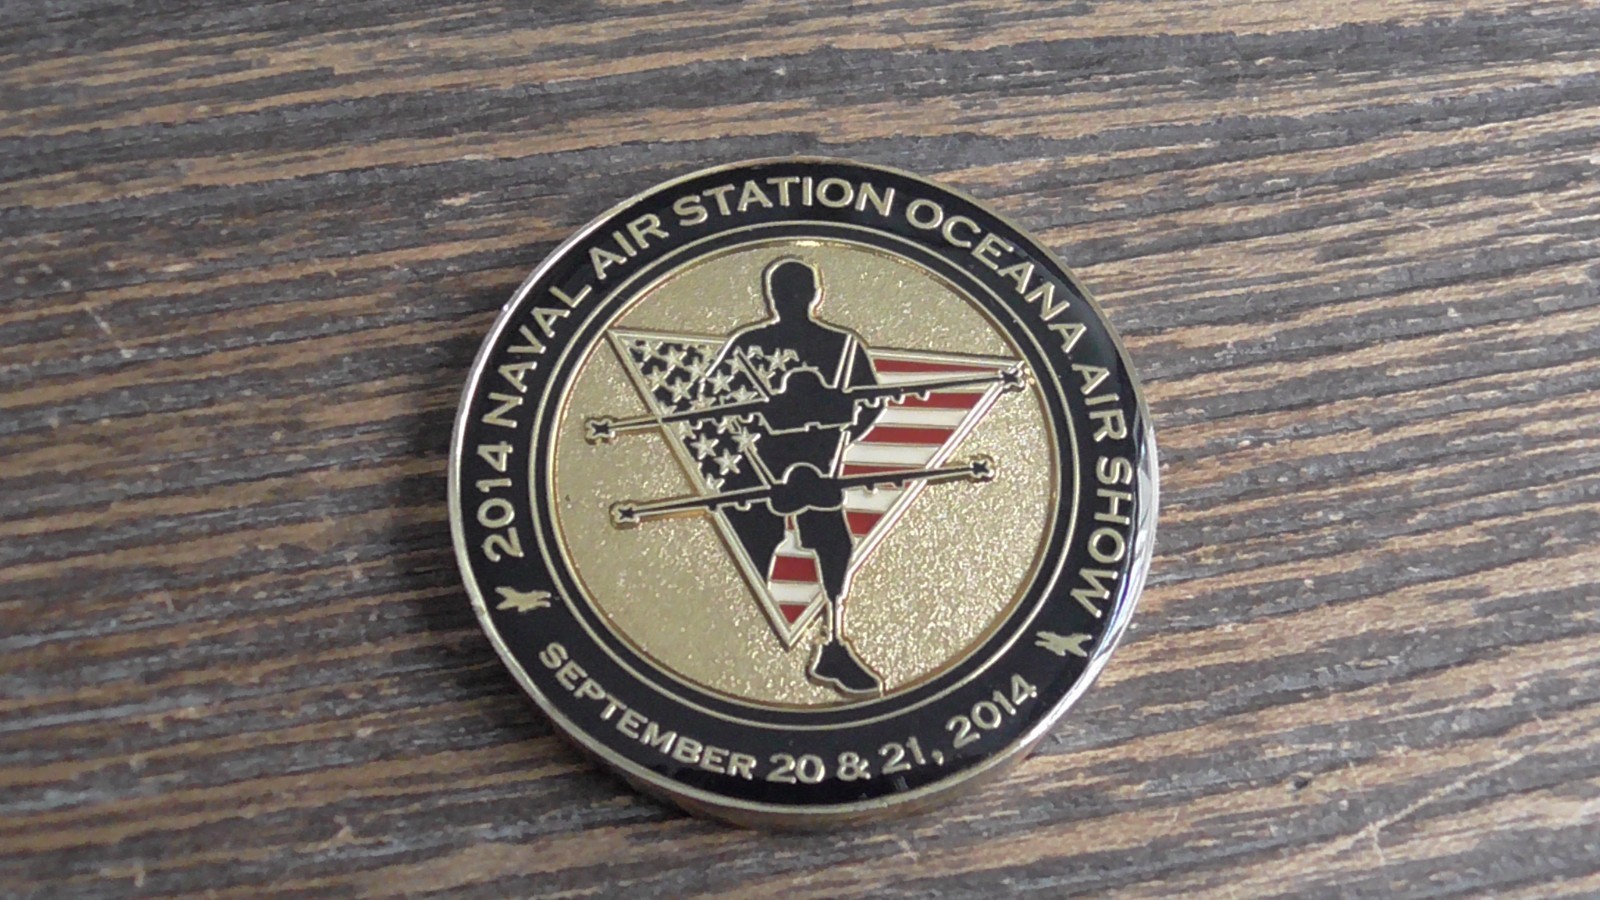 2014 NAVAL AIR STATION OCEANA AIR SHOW
SEPTEMBER 20 & 21, 2014